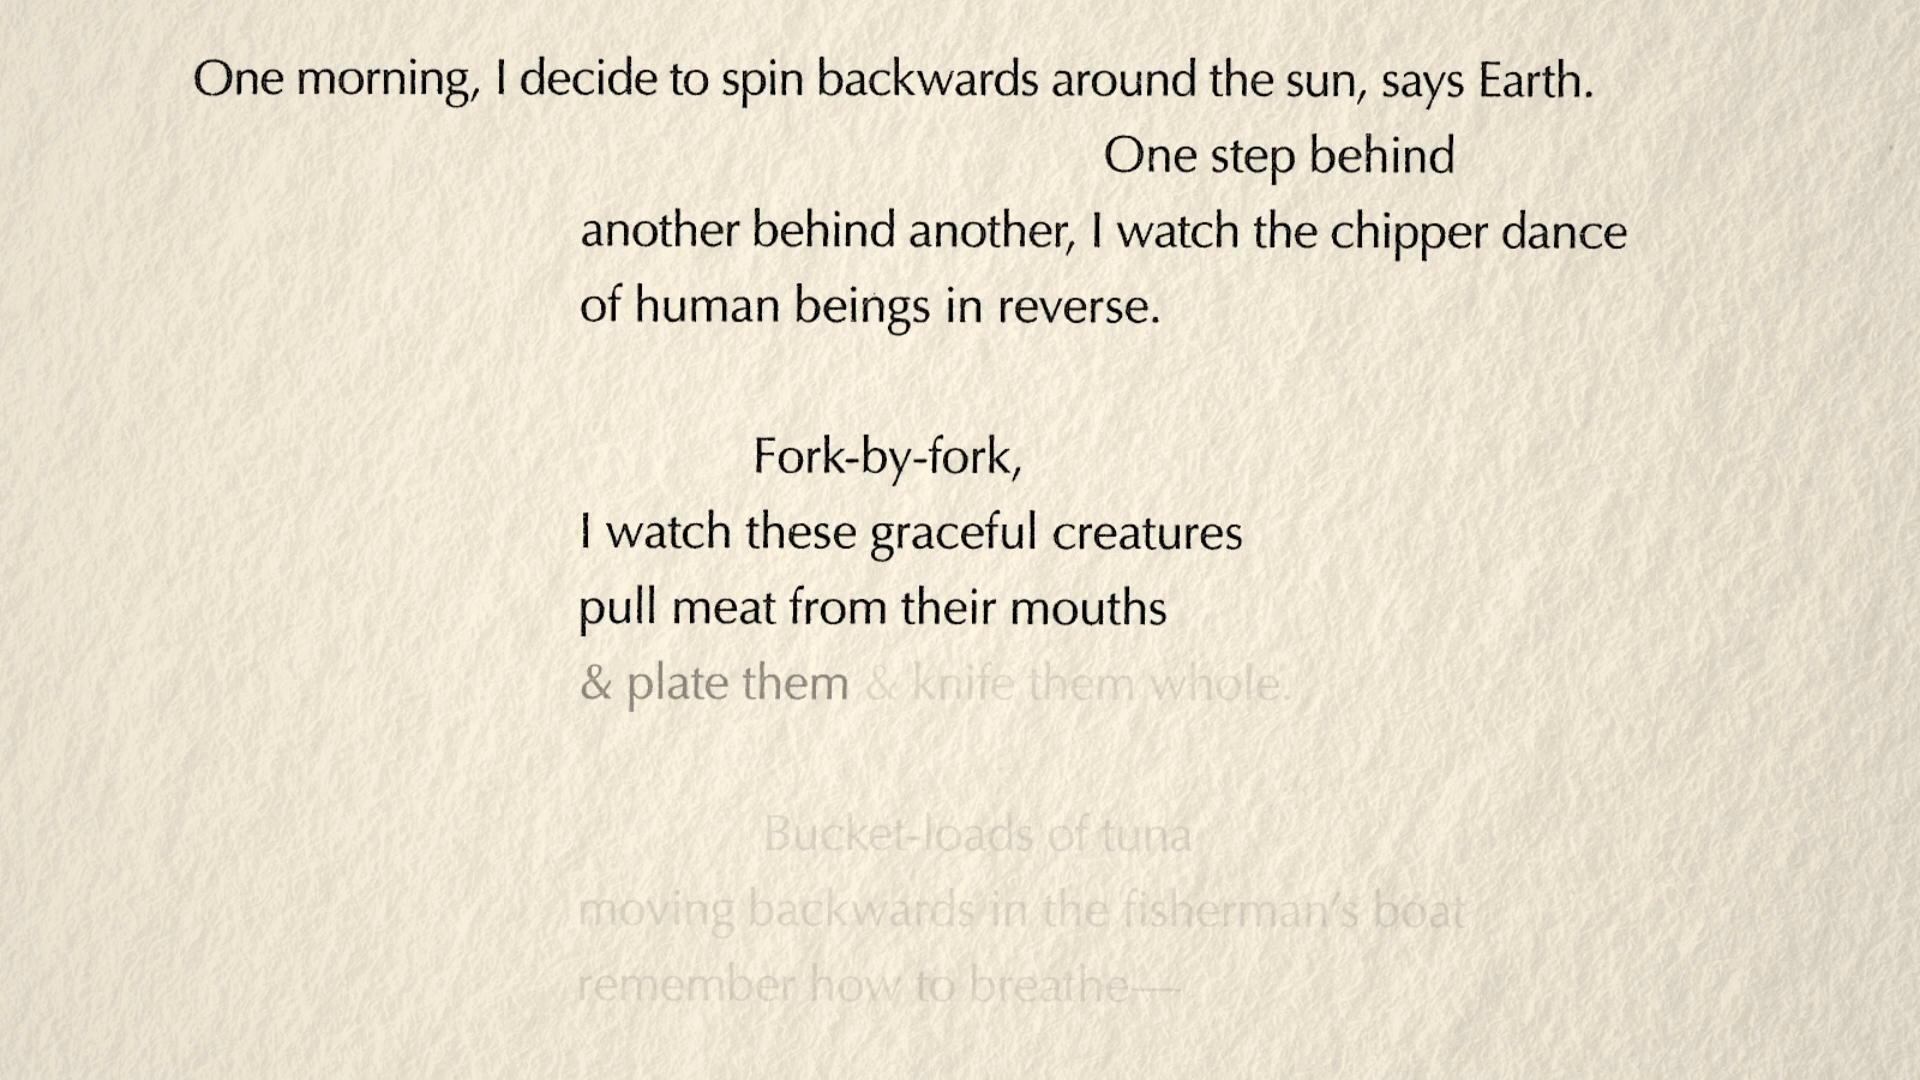 One morning, I decide to spin backwards around the sun, says Earth.
One step behind
another behind another, I watch the chipper dance
of human beings in reverse.
Fork-by-fork,
I watch these graceful creatures
pull meat from their mouths
& plate them & knife them whole.
Bucket-loads of tuna
moving backwards in the fisherman’s boat
remember how to breathe—